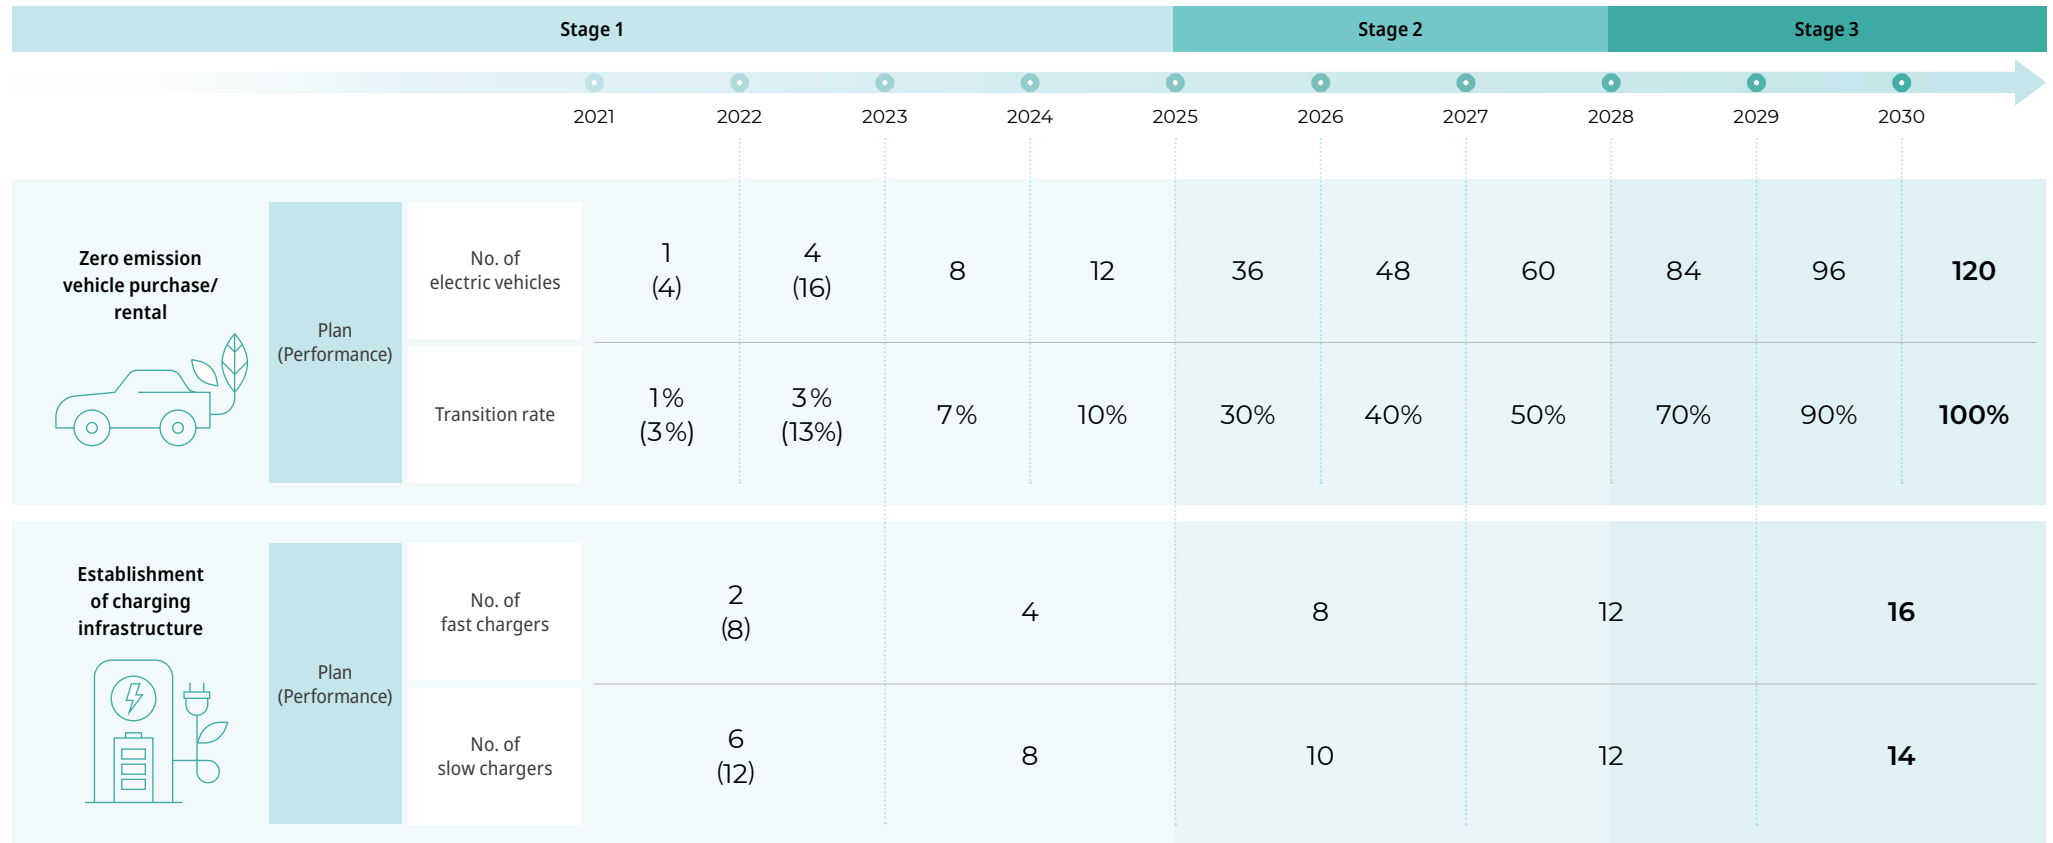 Stage 1
Stage 2
Stage 3
2021
2022
2023
2024
2025
2026
2027
2028
2029
2030
Zero emission
vehicle purchase/
rental
Plan
(Performance)
No. of
electric vehicles
1
(4)
4
(16)
8
12
36
48
60
84
96
120
Transition rate
1%
(3%)
3%
(13%)
7%
10%
30%
40%
50%
70%
90%
100%
Establishment
of charging
infrastructure
Plan
(Performance)
No. of
fast chargers
2
(8)
4
8
12
16
No. of
slow chargers
6
(12)
8
10
12
14